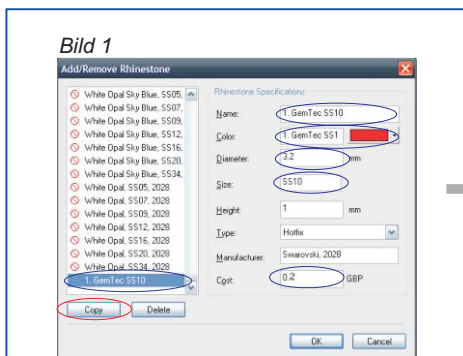 Bild 1
Add/Remove Rhinestone
White Opal Sky Blue, SS05,
White Opal Sky Blue, SS07,
White Opal Sky Blue, SS09,
White Opal Sky Blue, SS12,
White Opal Sky Blue, SS16,
White Opal Sky Blue, SS20,
White Opal Sky Blue, SS34,
White Opal, SS05, 2028
White Opal, SS07, 2028
White Opal, SS09, 2028
White Opal, SS12, 2028
White Opal, SS16, 2028
White Opal, SS20, 2028
White Opal, SS34, 2028
1. GemTec SS10
Copy
Delete
Rhinestone Specifications
Name: 1. GemTec SS10
Color: 1. GemTec SS1
Diameter: 3.2 mm
Size: SS10
Height: 1 mm
Type: Hotfix
Manufacturer: Swarovski, 2028
Cost: 0.2 GBP
OK
Cancel